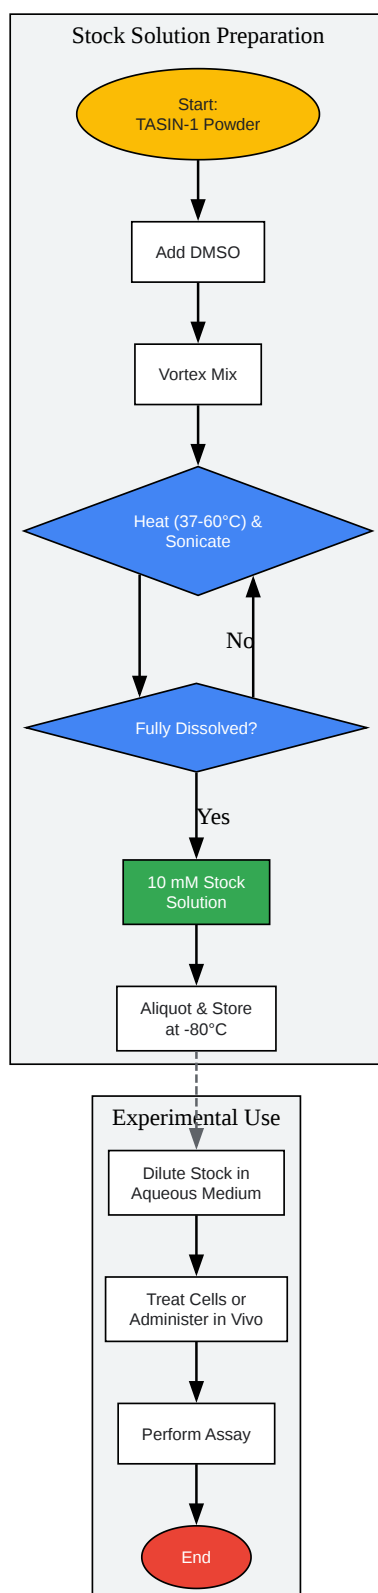 Stock Solution Preparation
Start:
TASIN-1 Powder
Add DMSO
Vortex Mix
Heat (37-60°C) &
Sonicate
No
Fully Dissolved?
Yes
10 mM Stock
Solution
Aliquot & Store
at -80°C
Experimental Use
Dilute Stock in
Aqueous Medium
Treat Cells or
Administer in Vivo
Perform Assay
End